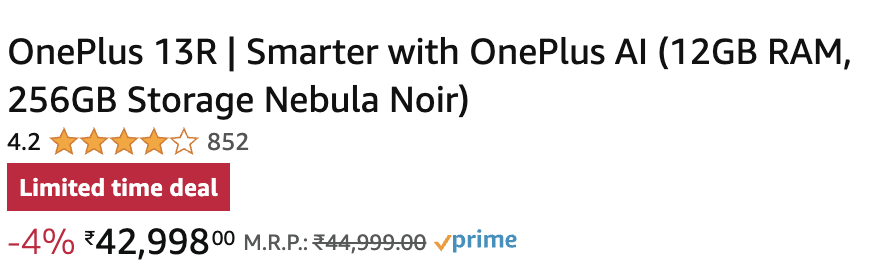 OnePlus 13R | Smarter with OnePlus AI (12GB RAM,
256GB Storage Nebula Noir)
4.2 852
Limited time deal
-4% ₹42,99800 M.R.P.: ₹44,999.00 prime